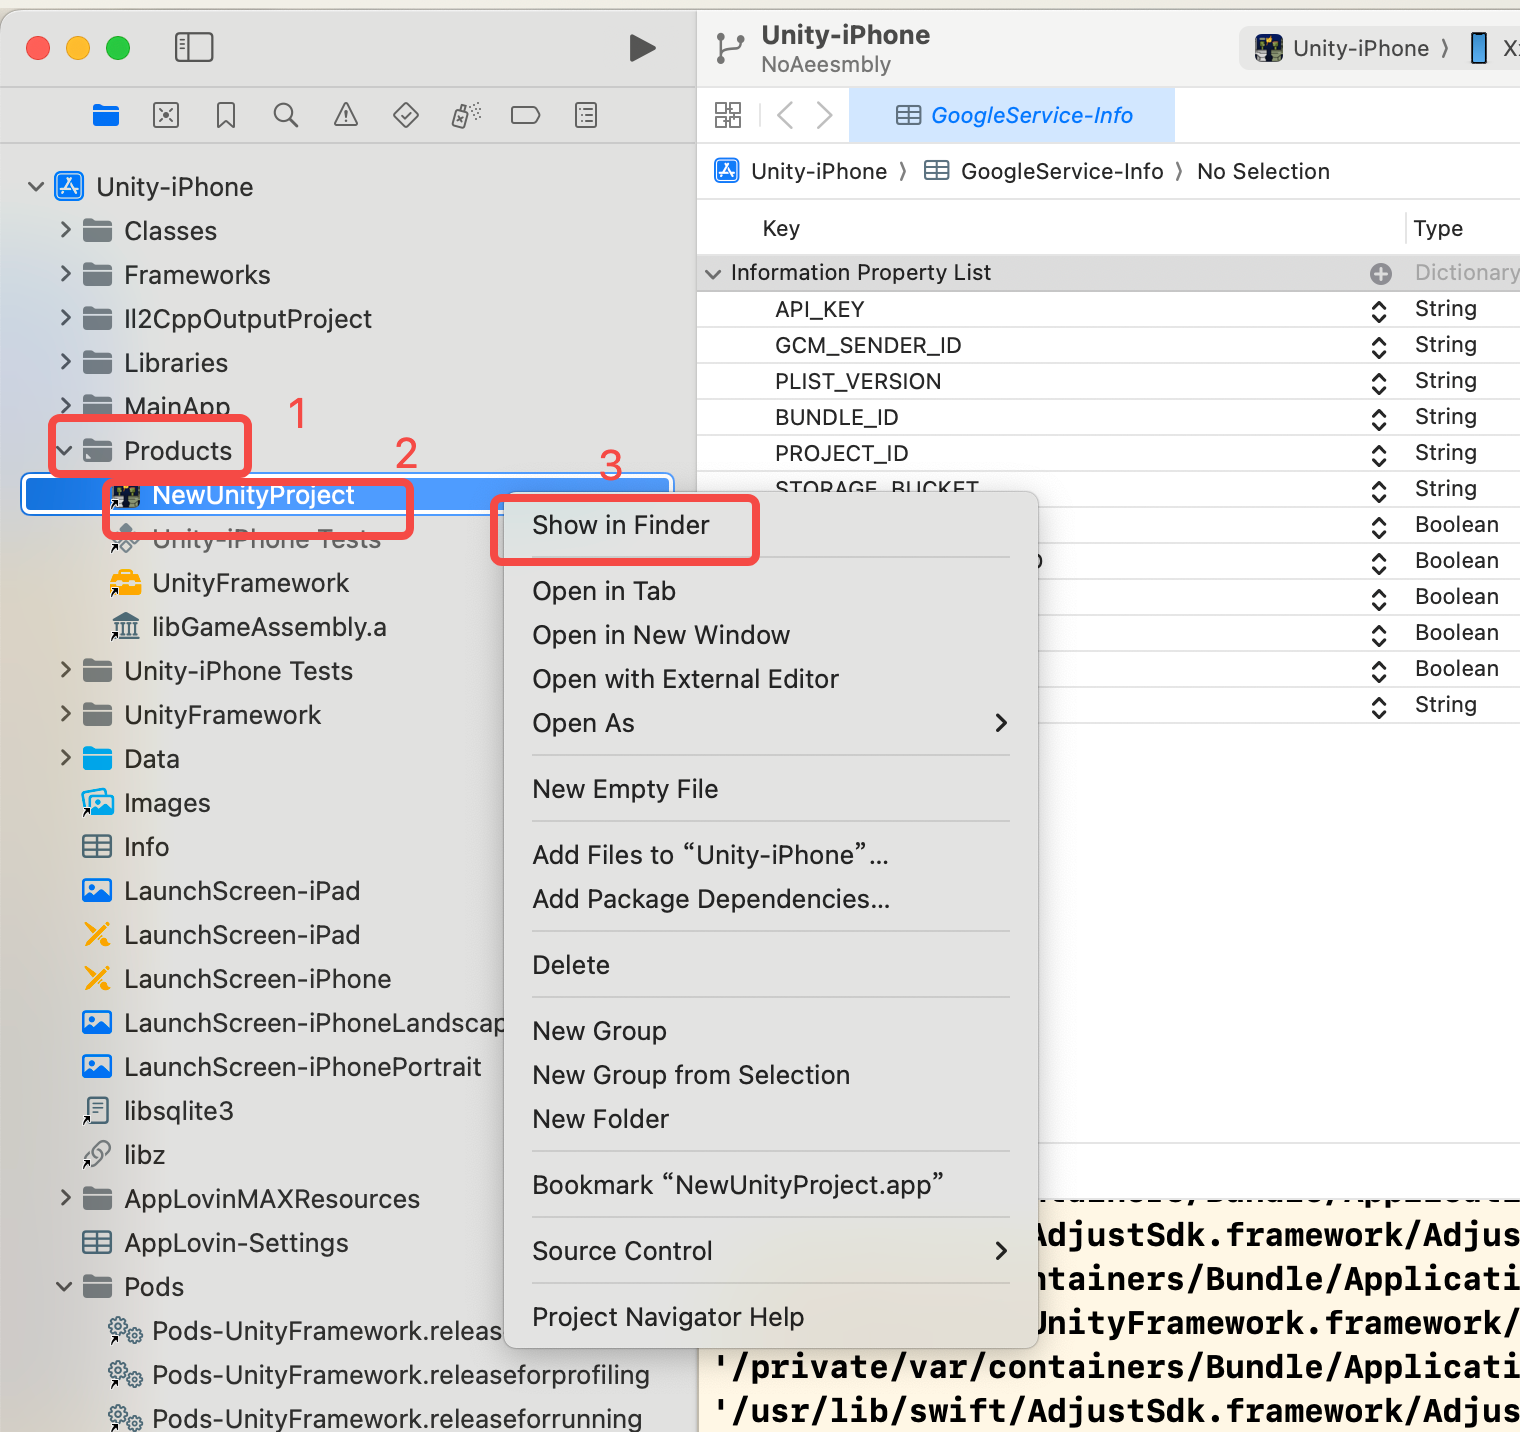 Unity-iPhone
NoAeesmbly
Unity-iPhone
GoogleService-Info
Unity-iPhone
GoogleService-Info
No Selection
Unity-iPhone
Classes
Frameworks
Il2CppOutputProject
Libraries
MainApp
1
Products
2
NewUnityProject
3
Unity-iPhone Tests
UnityFramework
libGameAssembly.a
Unity-iPhone Tests
UnityFramework
Data
Images
Info
LaunchScreen-iPad
LaunchScreen-iPad
LaunchScreen-iPhone
LaunchScreen-iPhoneLandscap
LaunchScreen-iPhonePortrait
libsqlite3
libz
AppLovinMAXResources
AppLovin-Settings
Pods
Pods-UnityFramework.releas
Pods-UnityFramework.releaseforprofiling
Pods-UnityFramework.releaseforrunning
Key Type
Information Property List Dictionary
API_KEY String
GCM_SENDER_ID String
PLIST_VERSION String
BUNDLE_ID String
PROJECT_ID String
STORAGE_BUCKET String
Boolean
Boolean
Boolean
Boolean
Boolean
String
Show in Finder
Open in Tab
Open in New Window
Open with External Editor
Open As
New Empty File
Add Files to “Unity-iPhone”...
Add Package Dependencies...
Delete
New Group
New Group from Selection
New Folder
Bookmark “NewUnityProject.app”
Source Control
Project Navigator Help
ntainers/Bundle/Applicati
AdjustSdk.framework/Adjus
ntainers/Bundle/Applicati
UnityFramework.framework/
'/private/var/containers/Bundle/Applicati
'/usr/lib/swift/AdjustSdk.framework/Adjus